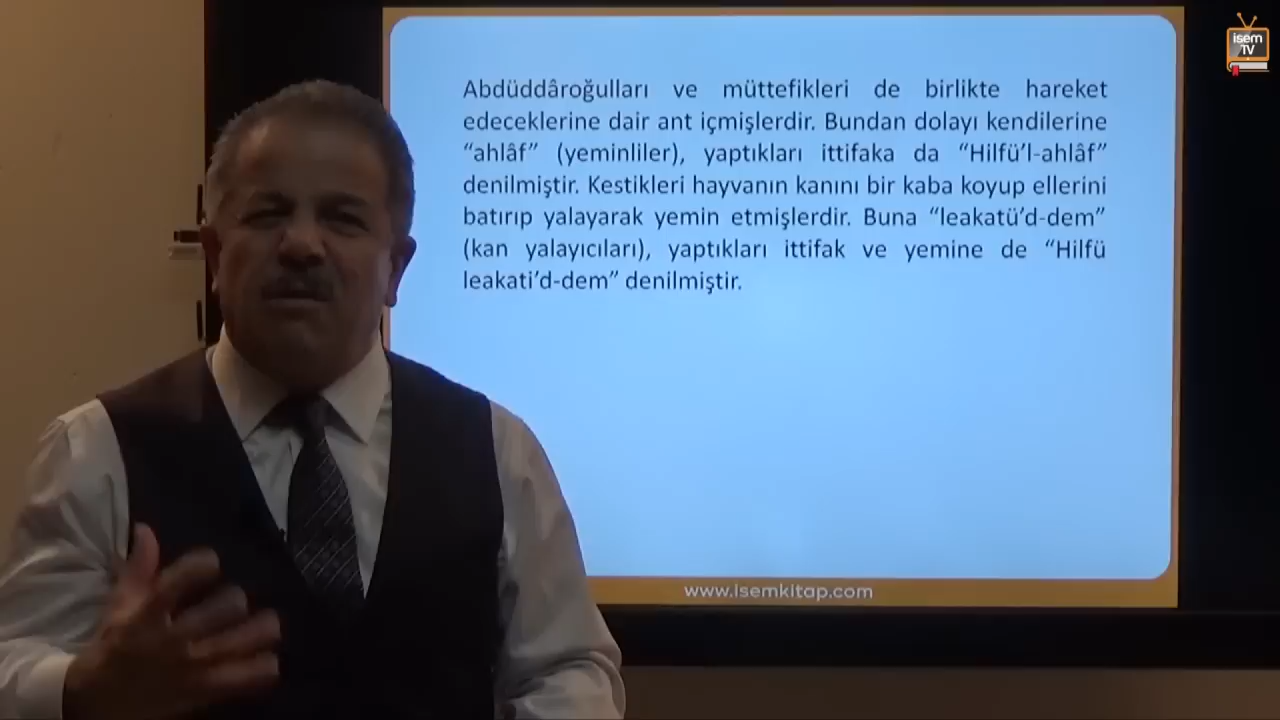 isem
TV
Abdüddâroğulları ve müttefikleri de birlikte hareket
edeceklerine dair ant içmişlerdir. Bundan dolayı kendilerine
“ahlâf” (yeminliler), yaptıkları ittifaka da “Hilfü’l-ahlâf”
denilmiştir. Kestikleri hayvanın kanını bir kaba koyup ellerini
batırıp yalayarak yemin etmişlerdir. Buna “leakatü’d-dem”
(kan yalayıcıları), yaptıkları ittifak ve yemine de “Hilfü
leakati’d-dem” denilmiştir.
www.isemkitap.com